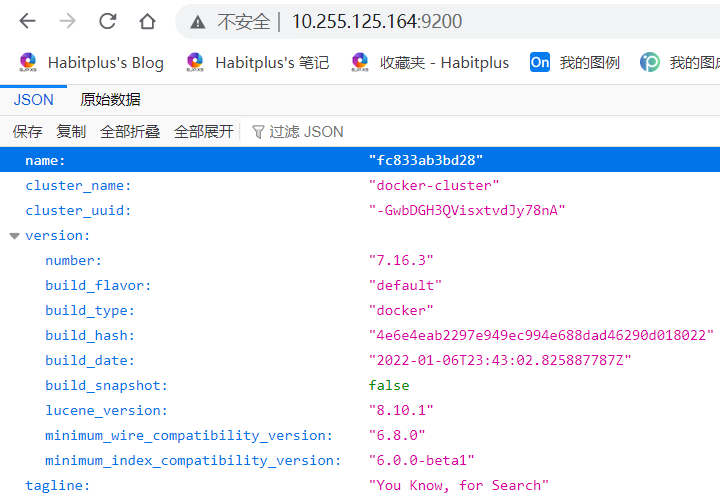 不安全 | 10.255.125.164:9200
Habitplus's Blog Habitplus's 笔记 收藏夹 - Habitplus On 我的图例 我的图
JSON 原始数据
保存 复制 全部折叠 全部展开 过滤 JSON
name: "fc833ab3bd28"
cluster_name: "docker-cluster"
cluster_uuid: "-GwbDGH3QVisxtvdJy78nA"
version:
number: "7.16.3"
build_flavor: "default"
build_type: "docker"
build_hash: "4e6e4eab2297e949ec994e688dad46290d018022"
build_date: "2022-01-06T23:43:02.825887787Z"
build_snapshot: false
lucene_version: "8.10.1"
minimum_wire_compatibility_version: "6.8.0"
minimum_index_compatibility_version: "6.0.0-beta1"
tagline: "You Know, for Search"